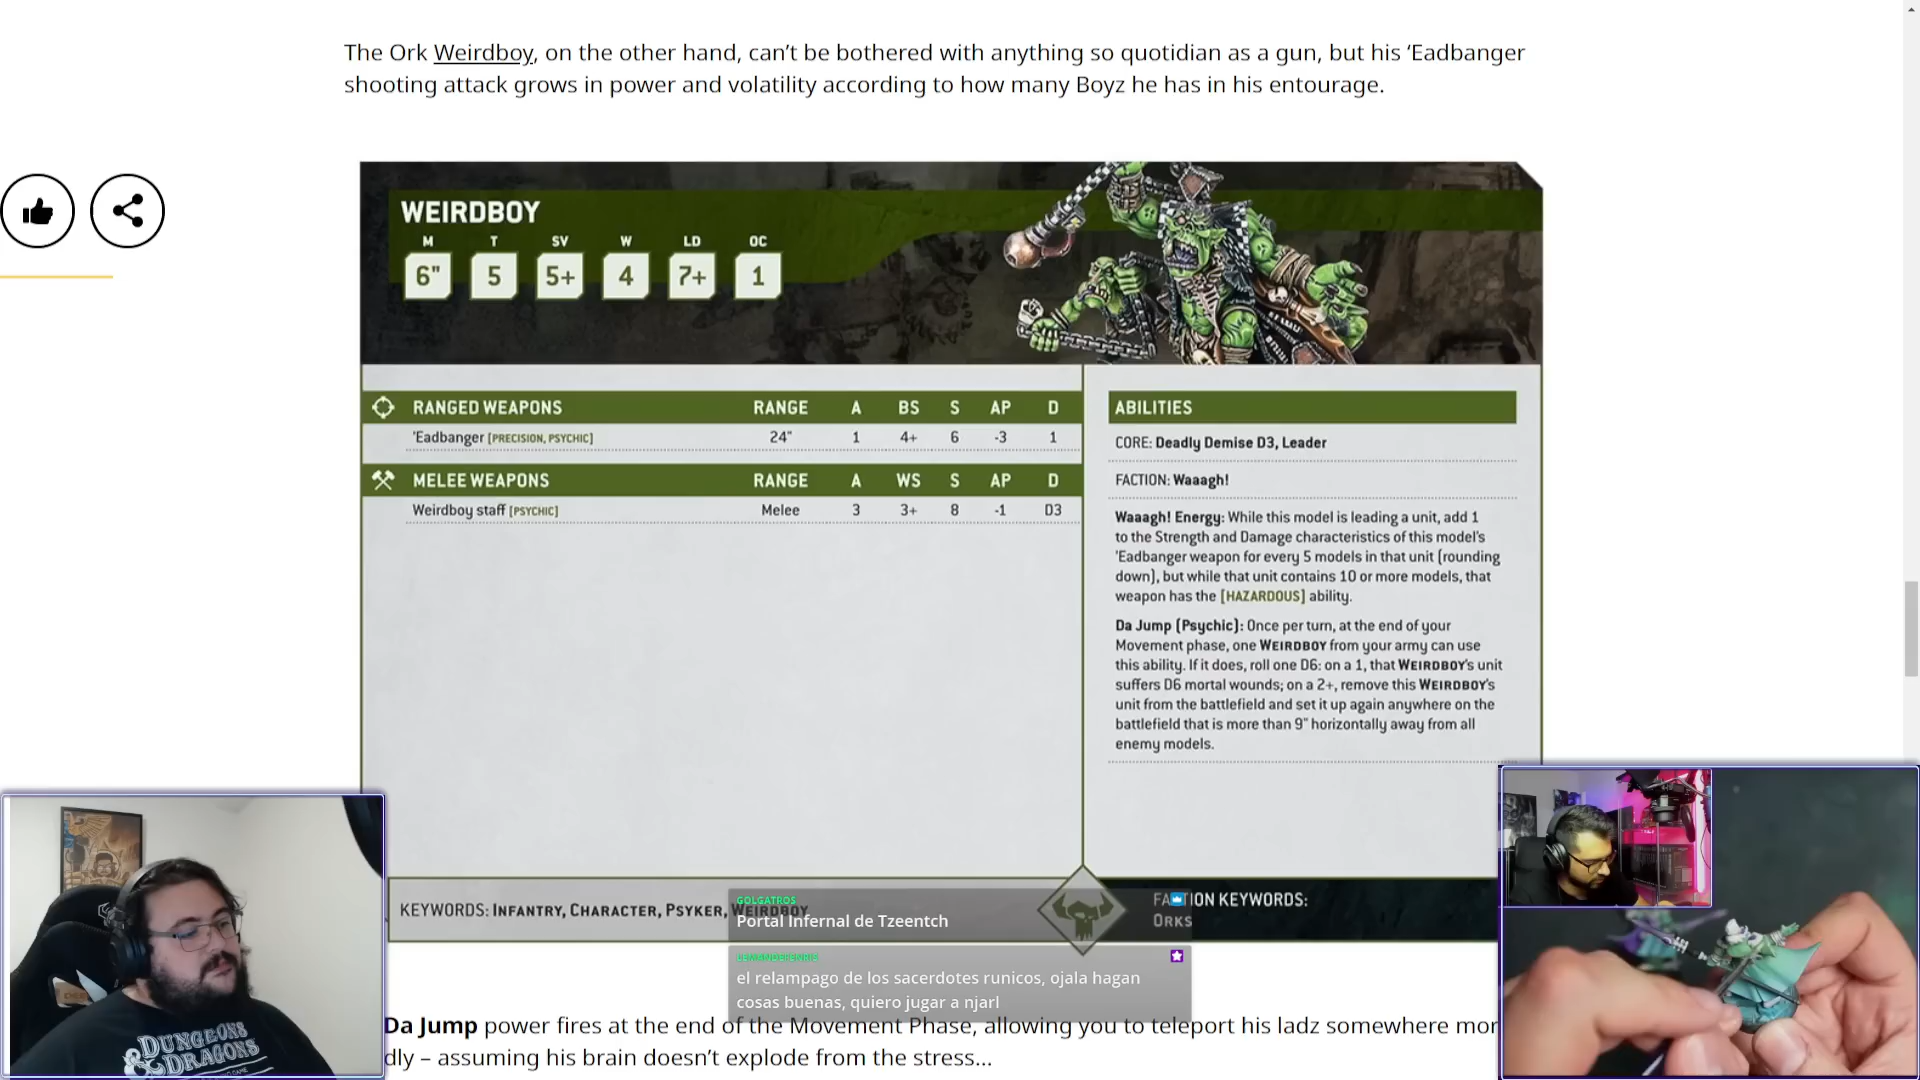 The Ork Weirdboy, on the other hand, can’t be bothered with anything so quotidian as a gun, but his ‘Eadbanger
shooting attack grows in power and volatility according to how many Boyz he has in his entourage.
WEIRDBOY
M T SV W LD OC
6" 5 5+ 4 7+ 1
RANGED WEAPONS RANGE A BS S AP D
'Eadbanger [PRECISION, PSYCHIC] 24" 1 4+ 6 -3 1
MELEE WEAPONS RANGE A WS S AP D
Weirdboy staff [PSYCHIC] Melee 3 3+ 8 -1 D3
ABILITIES
CORE: Deadly Demise D3, Leader
FACTION: Waaagh!
Waaagh! Energy: While this model is leading a unit, add 1
to the Strength and Damage characteristics of this model's
'Eadbanger weapon for every 5 models in that unit (rounding
down), but while that unit contains 10 or more models, that
weapon has the [HAZARDOUS] ability.
Da Jump (Psychic): Once per turn, at the end of your
Movement phase, one WEIRDBOY from your army can use
this ability. If it does, roll one D6: on a 1, that WEIRDBOY's unit
suffers D6 mortal wounds; on a 2+, remove this WEIRDBOY's
unit from the battlefield and set it up again anywhere on the
battlefield that is more than 9" horizontally away from all
enemy models.
KEYWORDS: INFANTRY, CHARACTER, PSYKER, WEIRDBOY
FACTION KEYWORDS:
ORKS
GOLGATROS
Portal Infernal de Tzeentch
el relampago de los sacerdotes runicos, ojala hagan
cosas buenas, quiero jugar a njarl
Da Jump power fires at the end of the Movement Phase, allowing you to teleport his ladz somewhere mor
dly – assuming his brain doesn’t explode from the stress...
DUNGEONS
& DRAGONS